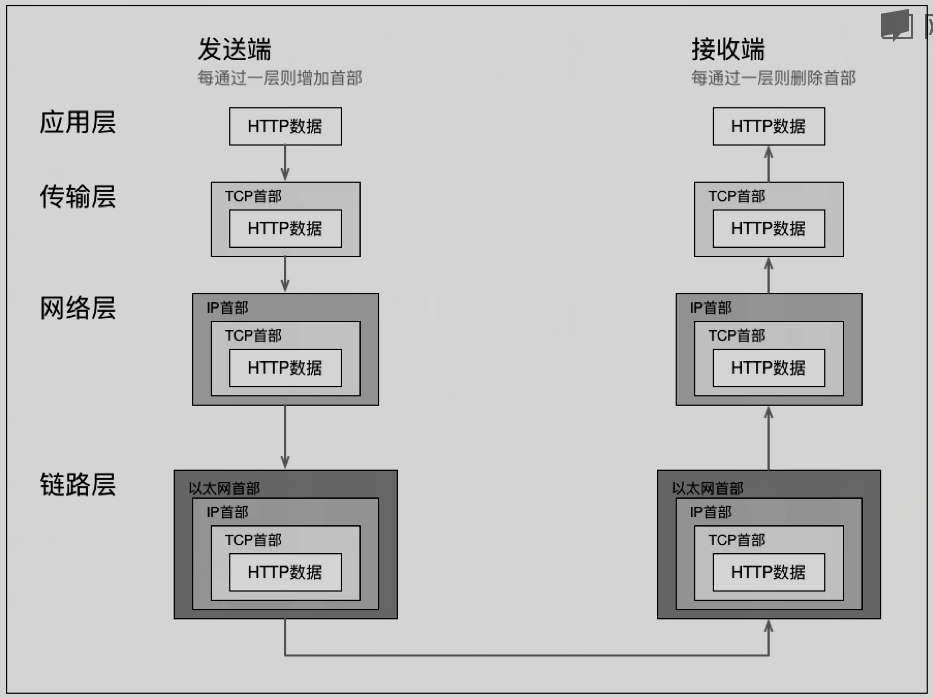 发送端
每通过一层则增加首部
接收端
每通过一层则删除首部
应用层
HTTP数据
HTTP数据
传输层
TCP首部
HTTP数据
TCP首部
HTTP数据
网络层
IP首部
TCP首部
HTTP数据
IP首部
TCP首部
HTTP数据
链路层
以太网首部
IP首部
TCP首部
HTTP数据
以太网首部
IP首部
TCP首部
HTTP数据